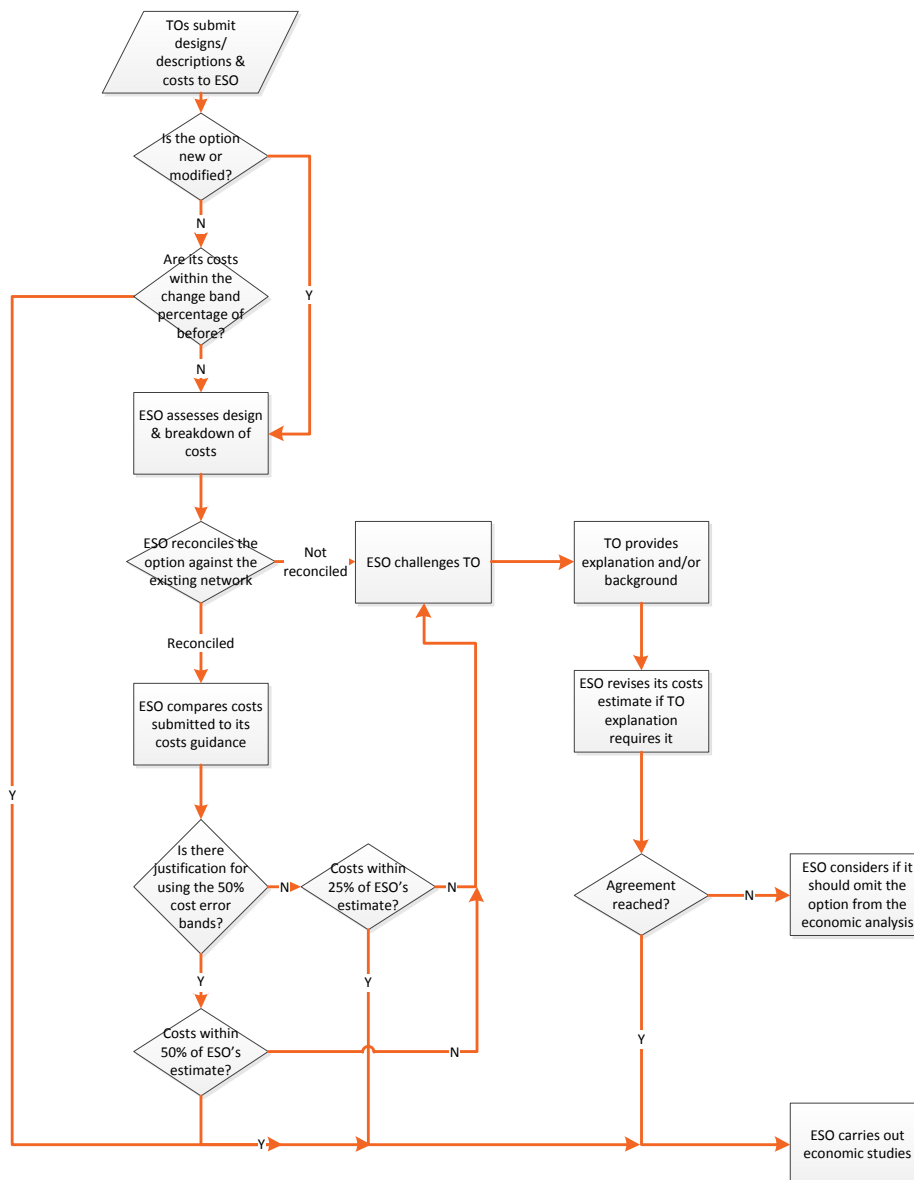 TOs submit
designs/
descriptions &
costs to ESO
Is the option
new or
modified?
N
Y
Are its costs
within the
change band
percentage of
before?
N
Y
ESO assesses design
& breakdown of
costs
ESO reconciles the
option against the
existing network
Not
reconciled
ESO challenges TO
TO provides
explanation and/or
background
Reconciled
ESO revises its costs
estimate if TO
explanation
requires it
ESO compares costs
submitted to its
costs guidance
Is there
justification for
using the 50%
cost error
bands?
N
Costs within
25% of ESO's
estimate?
N
Agreement
reached?
N
ESO considers if it
should omit the
option from the
economic analysis
Y
Y
Y
Costs within
50% of ESO's
estimate?
N
Y
ESO carries out
economic studies